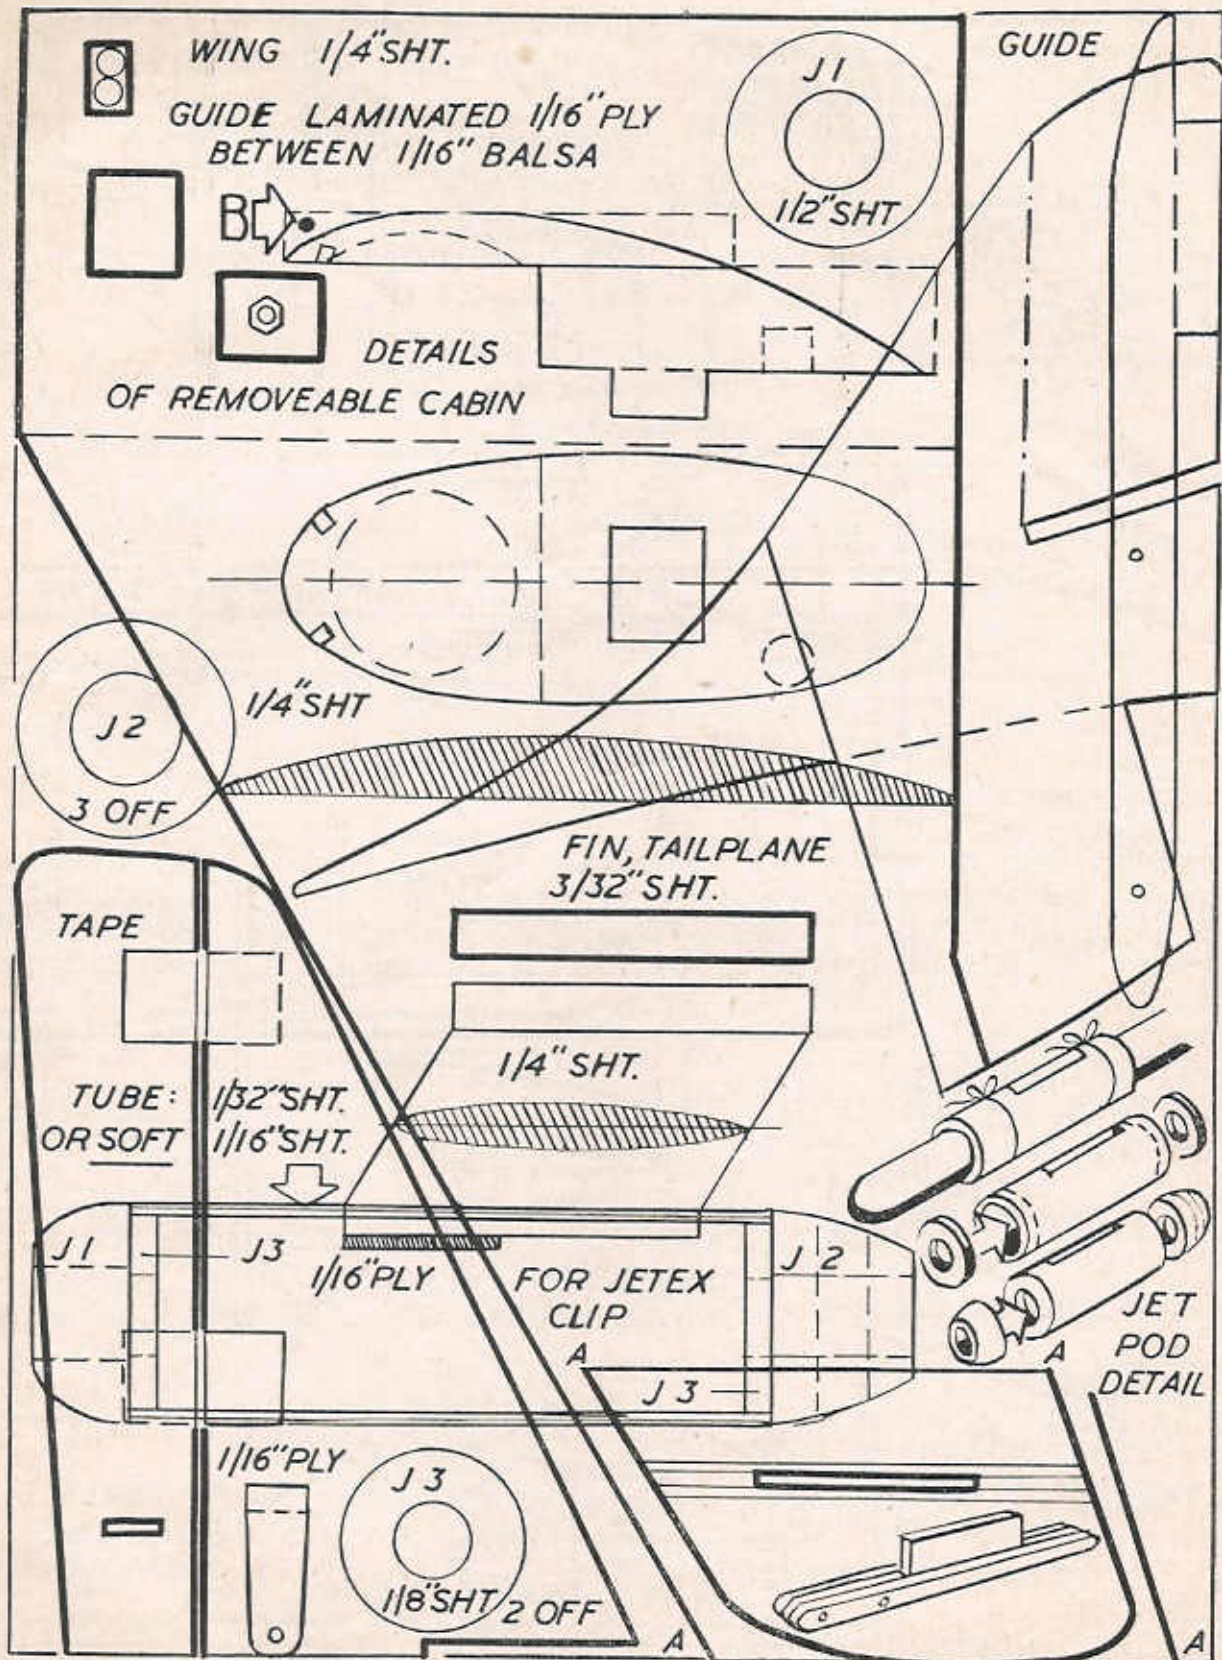 WING 1/4" SHT.
GUIDE LAMINATED 1/16" PLY
BETWEEN 1/16" BALSA
J1
1/2" SHT
GUIDE
B
DETAILS
OF REMOVEABLE CABIN
J2
1/4" SHT
3 OFF
FIN, TAILPLANE
3/32" SHT.
TAPE
1/4" SHT.
TUBE: 1/32" SHT.
OR SOFT 1/16" SHT.
J1
J3
1/16" PLY
FOR JETEX
CLIP
J2
J3
JET
POD
DETAIL
A
A
1/16" PLY
J3
1/8" SHT 2 OFF
A
A